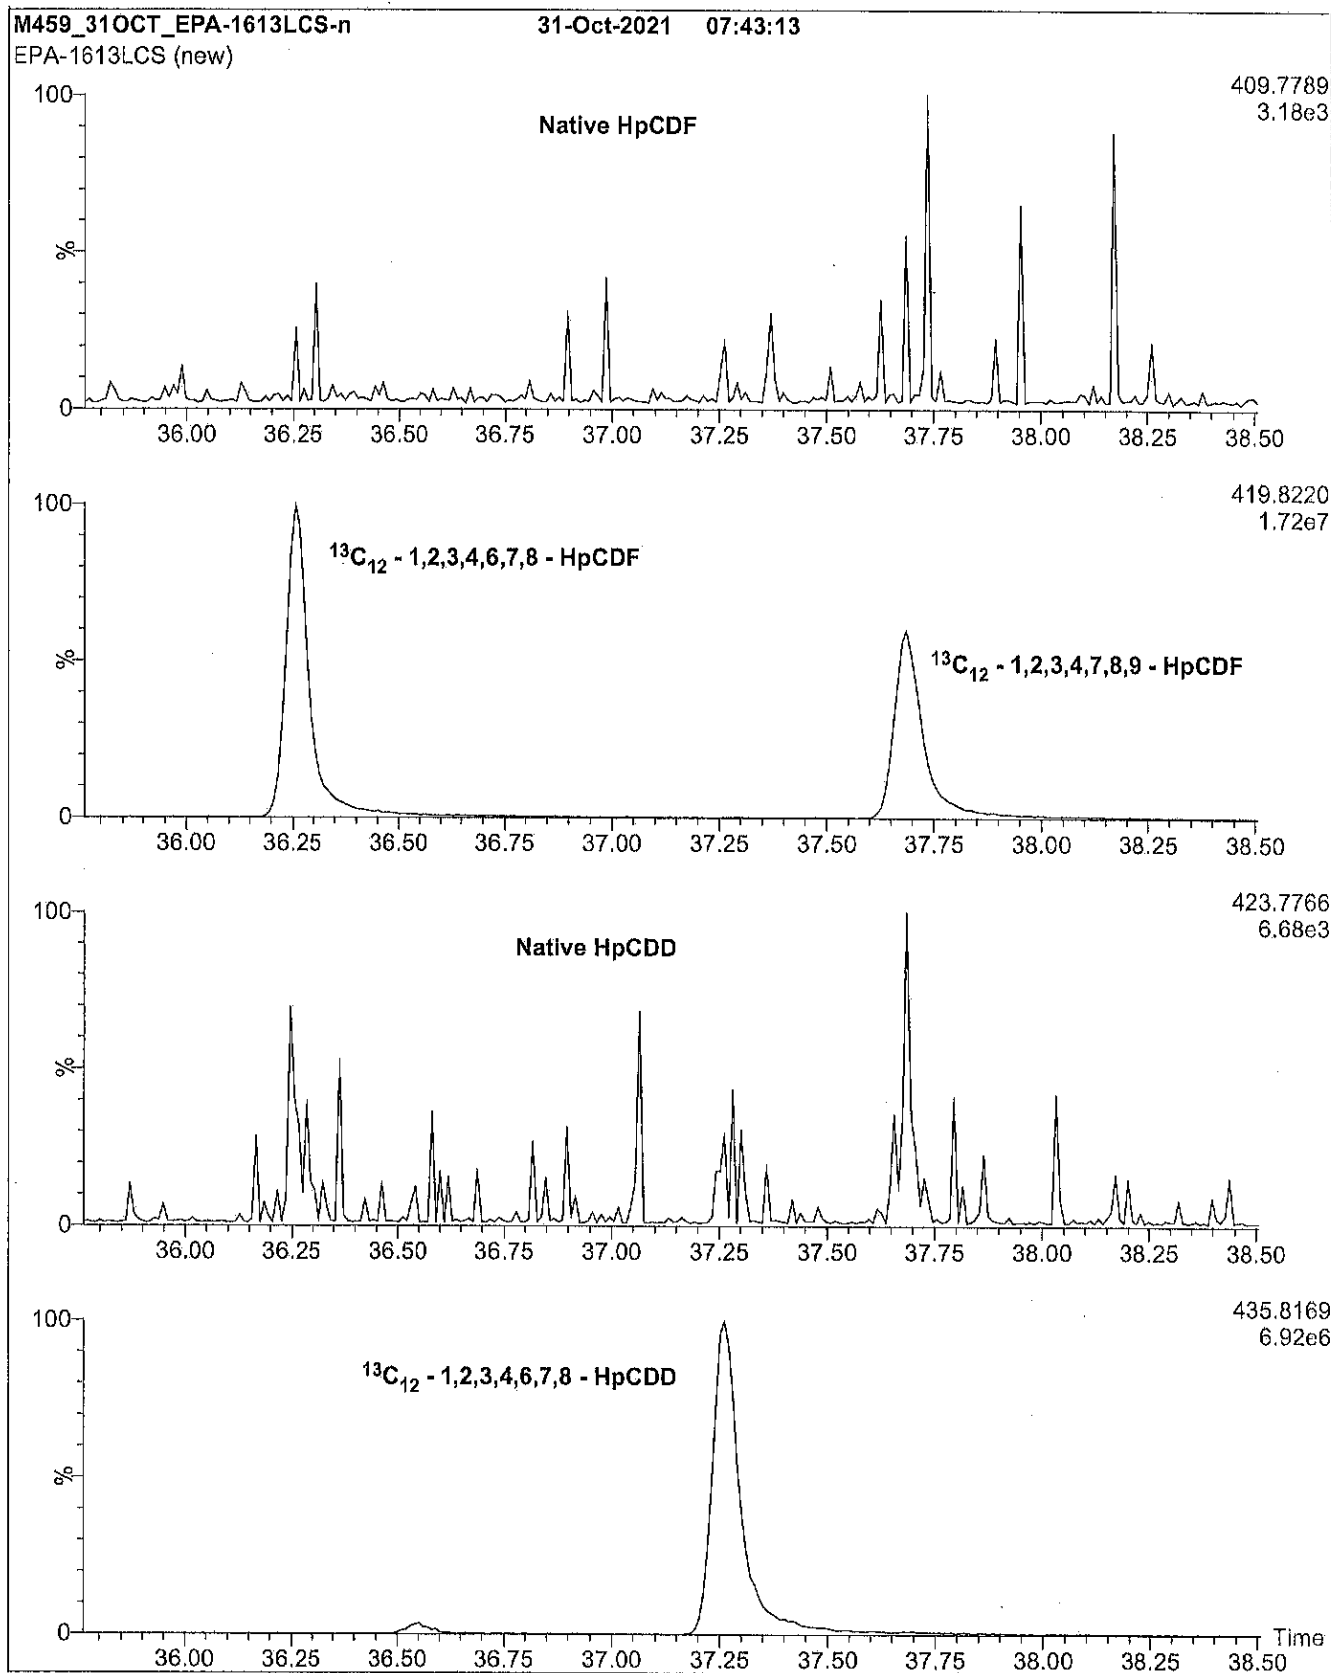 M459_31OCT_EPA-1613LCS-n 31-Oct-2021 07:43:13
EPA-1613LCS (new)
409.7789
3.18e3
100
Native HpCDF
%
0
36.00 36.25 36.50 36.75 37.00 37.25 37.50 37.75 38.00 38.25 38.50
419.8220
1.72e7
100
¹³C₁₂ - 1,2,3,4,6,7,8 - HpCDF
%
¹³C₁₂ - 1,2,3,4,7,8,9 - HpCDF
0
36.00 36.25 36.50 36.75 37.00 37.25 37.50 37.75 38.00 38.25 38.50
423.7766
6.68e3
100
Native HpCDD
%
0
36.00 36.25 36.50 36.75 37.00 37.25 37.50 37.75 38.00 38.25 38.50
435.8169
6.92e6
100
¹³C₁₂ - 1,2,3,4,6,7,8 - HpCDD
%
0
Time
36.00 36.25 36.50 36.75 37.00 37.25 37.50 37.75 38.00 38.25 38.50